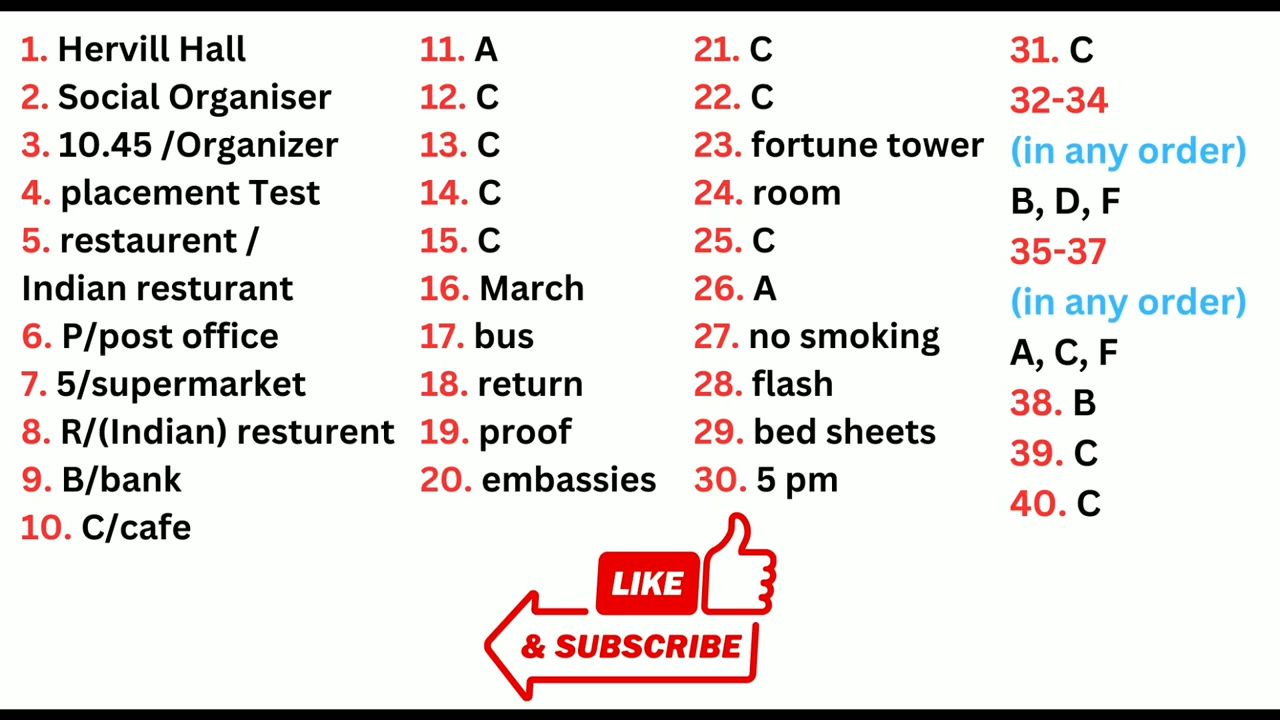 1. Hervill Hall
2. Social Organiser
3. 10.45 /Organizer
4. placement Test
5. restaurent /
Indian resturant
6. P/post office
7. 5/supermarket
8. R/(Indian) resturent
9. B/bank
10. C/cafe
11. A
12. C
13. C
14. C
15. C
16. March
17. bus
18. return
19. proof
20. embassies
21. C
22. C
23. fortune tower
24. room
25. C
26. A
27. no smoking
28. flash
29. bed sheets
30. 5 pm
31. C
32-34
(in any order)
B, D, F
35-37
(in any order)
A, C, F
38. B
39. C
40. C
LIKE
& SUBSCRIBE